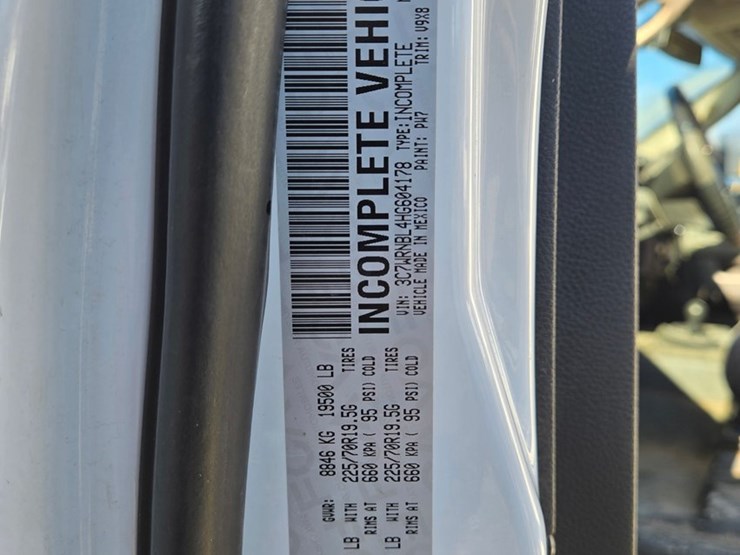 GVWR: 8846 KG 19500 LB
LB WITH 225/70R19.5G TIRES
RIMS AT 660 KPA ( 95 PSI) COLD
LB WITH 225/70R19.5G TIRES
RIMS AT 660 KPA ( 95 PSI) COLD
INCOMPLETE VEHI
VIN: 3C7WRNBL4HG604178 TYPE: INCOMPLETE
VEHICLE MADE IN MEXICO PAINT: PW7 TRIM: V9X8